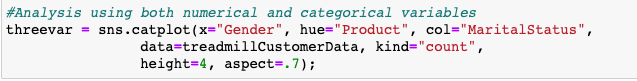 #Analysis using both numerical and categorical variables
threevar = sns.catplot(x="Gender", hue="Product", col="MaritalStatus",
data=treadmillCustomerData, kind="count",
height=4, aspect=.7);